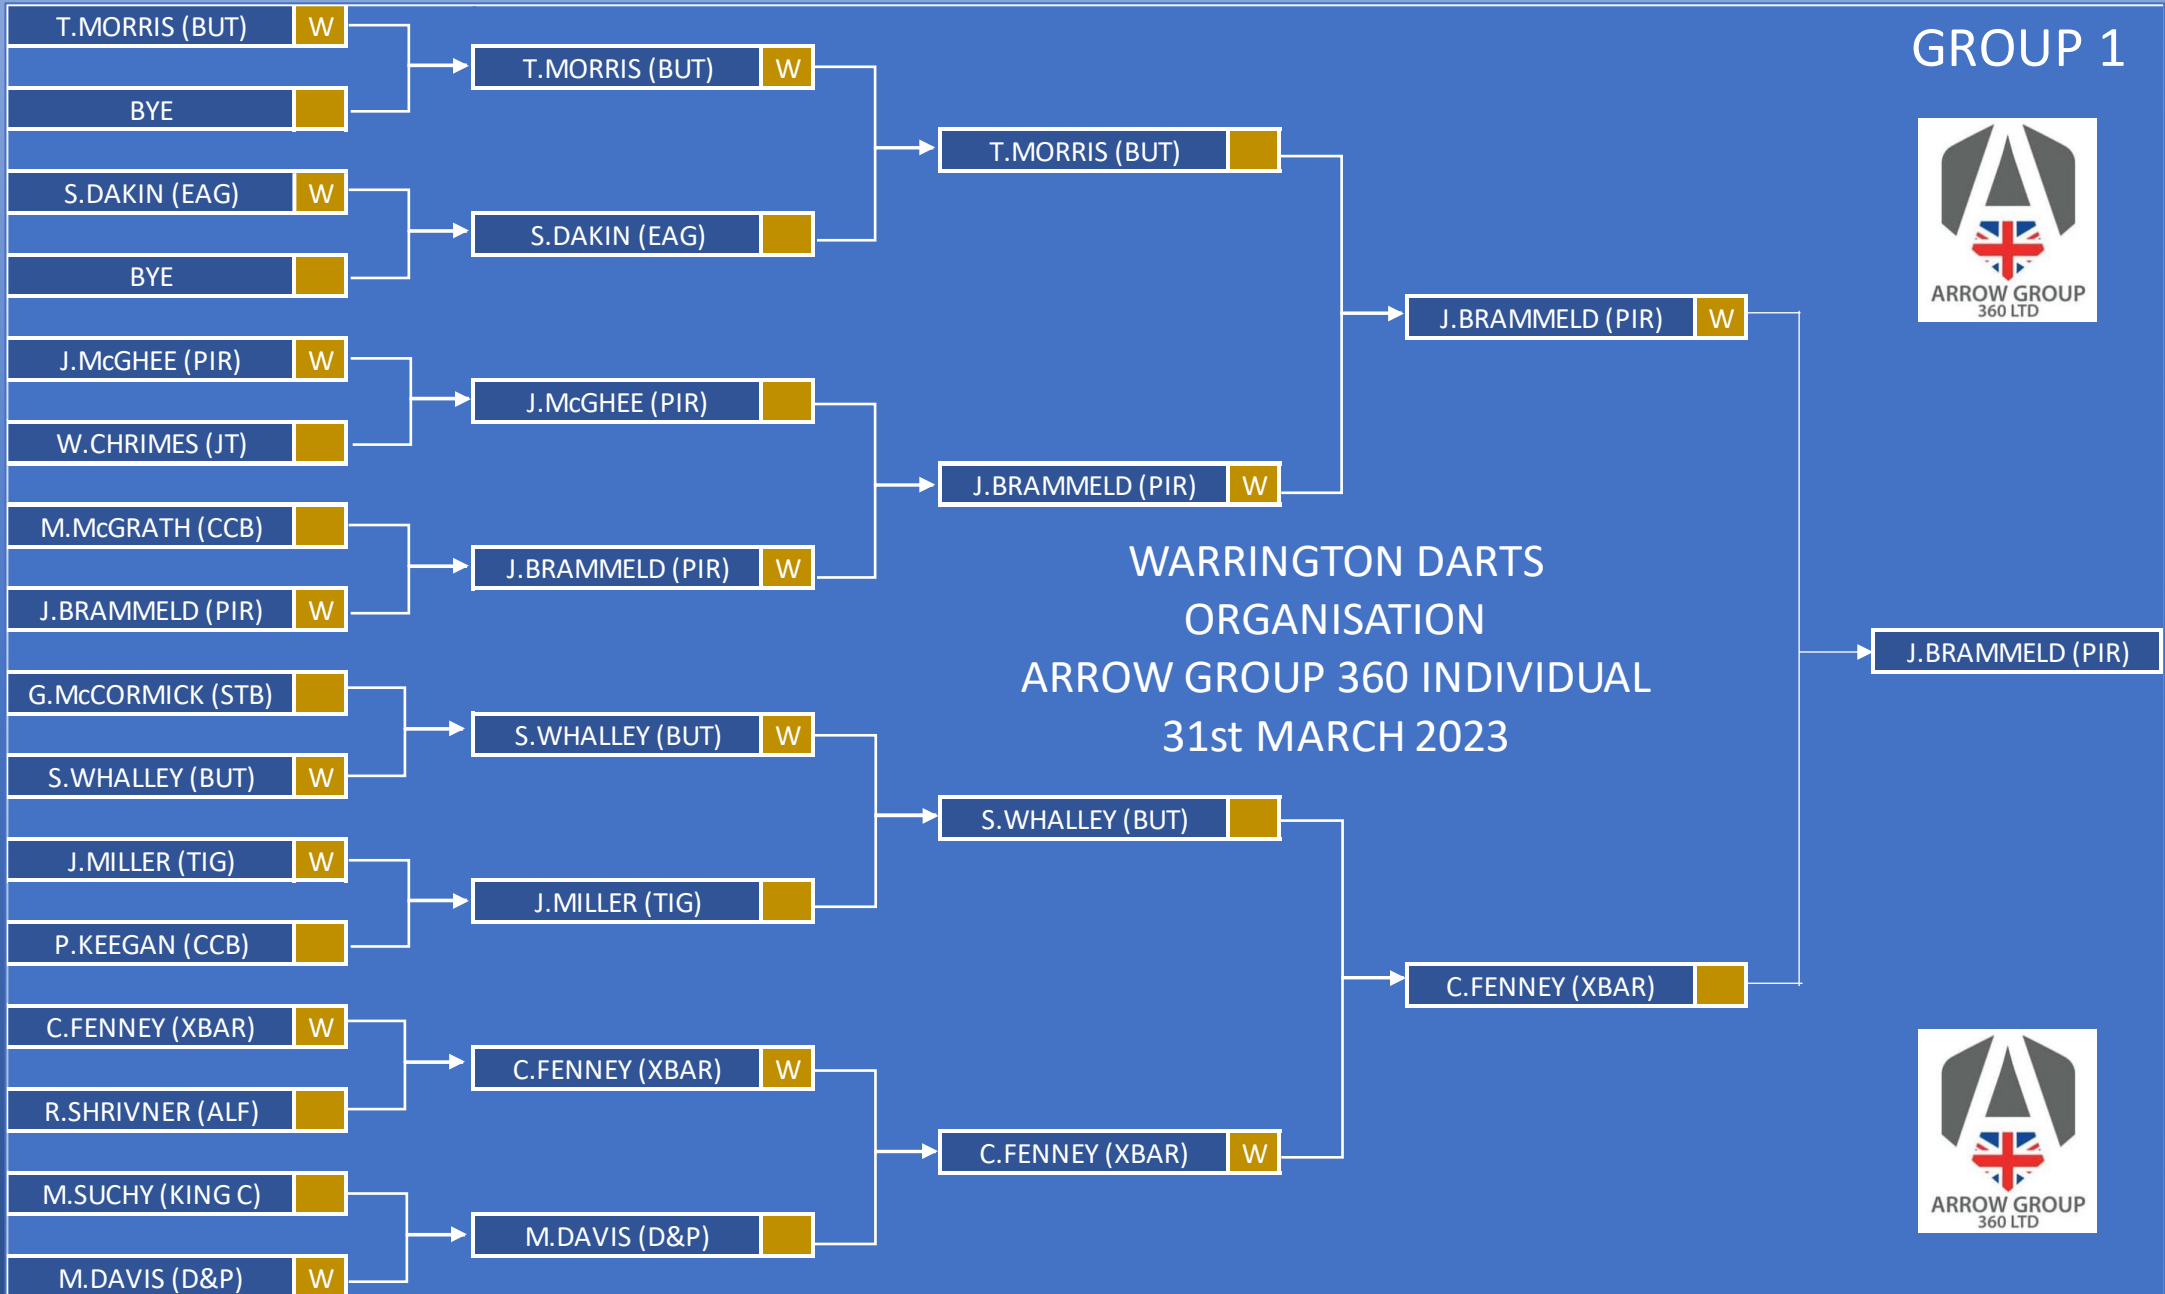 GROUP 1
T.MORRIS (BUT) W
BYE
S.DAKIN (EAG) W
BYE
J.McGHEE (PIR) W
W.CHRIMES (JT)
M.McGRATH (CCB)
J.BRAMMELD (PIR) W
G.McCORMICK (STB)
S.WHALLEY (BUT) W
J.MILLER (TIG) W
P.KEEGAN (CCB)
C.FENNEY (XBAR) W
R.SHRIVNER (ALF)
M.SUCHY (KING C)
M.DAVIS (D&P) W
T.MORRIS (BUT) W
S.DAKIN (EAG)
J.McGHEE (PIR)
J.BRAMMELD (PIR) W
S.WHALLEY (BUT) W
J.MILLER (TIG)
C.FENNEY (XBAR) W
M.DAVIS (D&P)
T.MORRIS (BUT)
J.BRAMMELD (PIR) W
S.WHALLEY (BUT)
C.FENNEY (XBAR) W
WARRINGTON DARTS
ORGANISATION
ARROW GROUP 360 INDIVIDUAL
31st MARCH 2023
J.BRAMMELD (PIR) W
C.FENNEY (XBAR)
J.BRAMMELD (PIR)
ARROW GROUP
360 LTD
ARROW GROUP
360 LTD